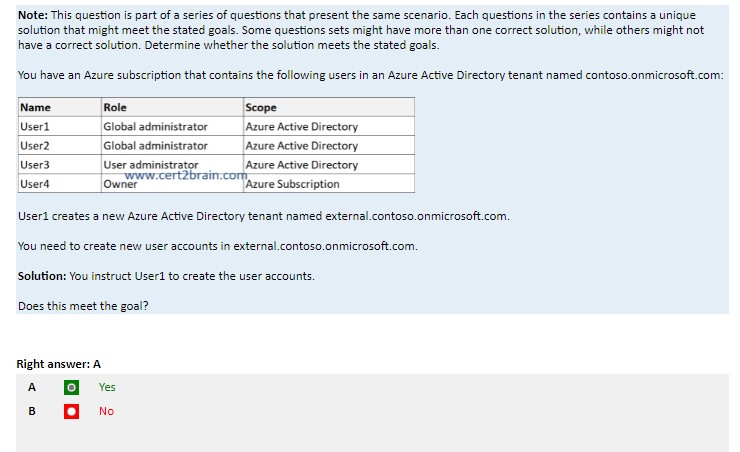 Note: This question is part of a series of questions that present the same scenario. Each questions in the series contains a unique
solution that might meet the stated goals. Some questions sets might have more than one correct solution, while others might not
have a correct solution. Determine whether the solution meets the stated goals.
You have an Azure subscription that contains the following users in an Azure Active Directory tenant named contoso.onmicrosoft.com:
Name Role Scope
User1 Global administrator Azure Active Directory
User2 Global administrator Azure Active Directory
User3 User administrator Azure Active Directory
www.cert2brain.com
User4 Owner Azure Subscription
User1 creates a new Azure Active Directory tenant named external.contoso.onmicrosoft.com.
You need to create new user accounts in external.contoso.onmicrosoft.com.
Solution: You instruct User1 to create the user accounts.
Does this meet the goal?
Right answer: A
A Yes
B No